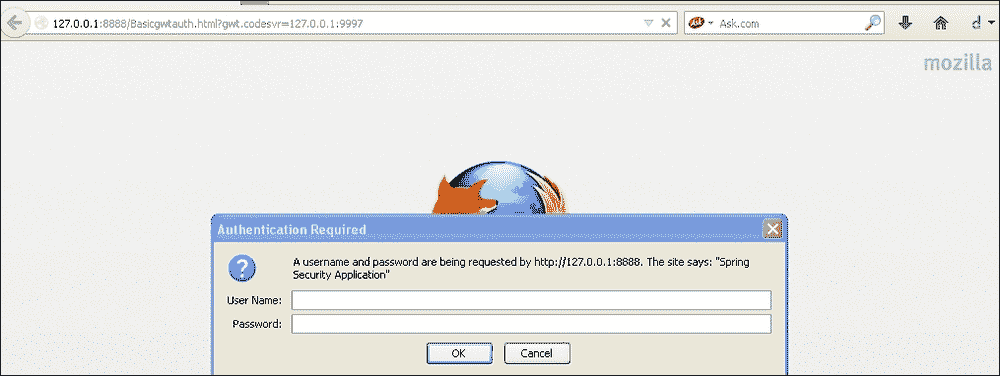 127.0.0.1:8888/Basicgwtauth.html?gwt.codesvr=127.0.0.1:9997
Ask.com
mozilla
Authentication Required
A username and password are being requested by http://127.0.0.1:8888. The site says: "Spring
Security Application"
User Name:
Password:
OK
Cancel